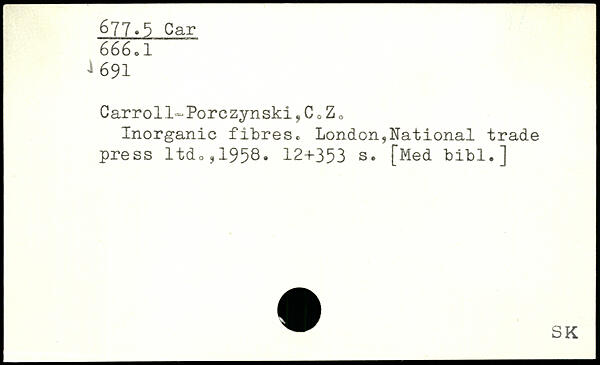 677.5 Car
666.1
691
Carroll-Porczynski,C.Z.
Inorganic fibres. London,National trade
press ltd.,1958. 12+353 s. [Med bibl.]
SK